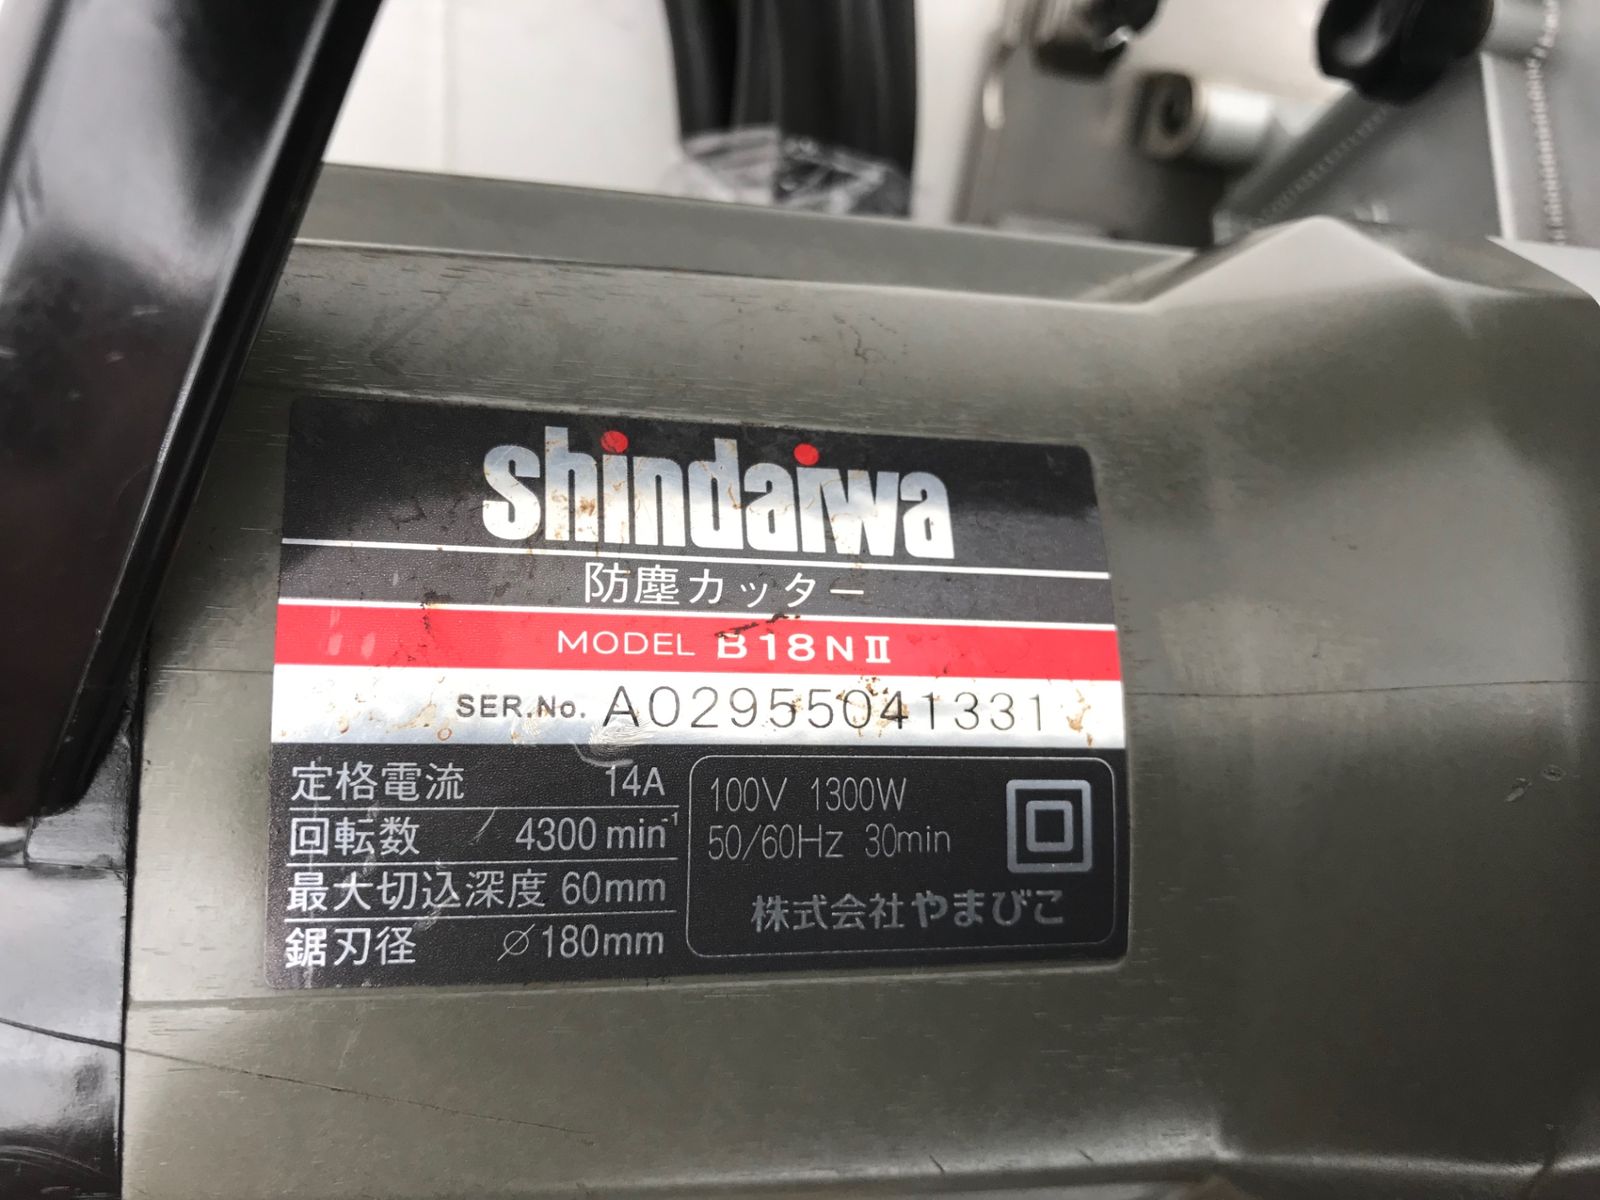 shindaiwa
防塵カッター
MODEL B18NⅡ
SER.No. A02955041331
定格電流 14A
回転数 4300 min⁻¹
最大切込深度 60mm
鋸刃径 ⌀180mm
100V 1300W
50/60Hz 30min
株式会社やまびこ